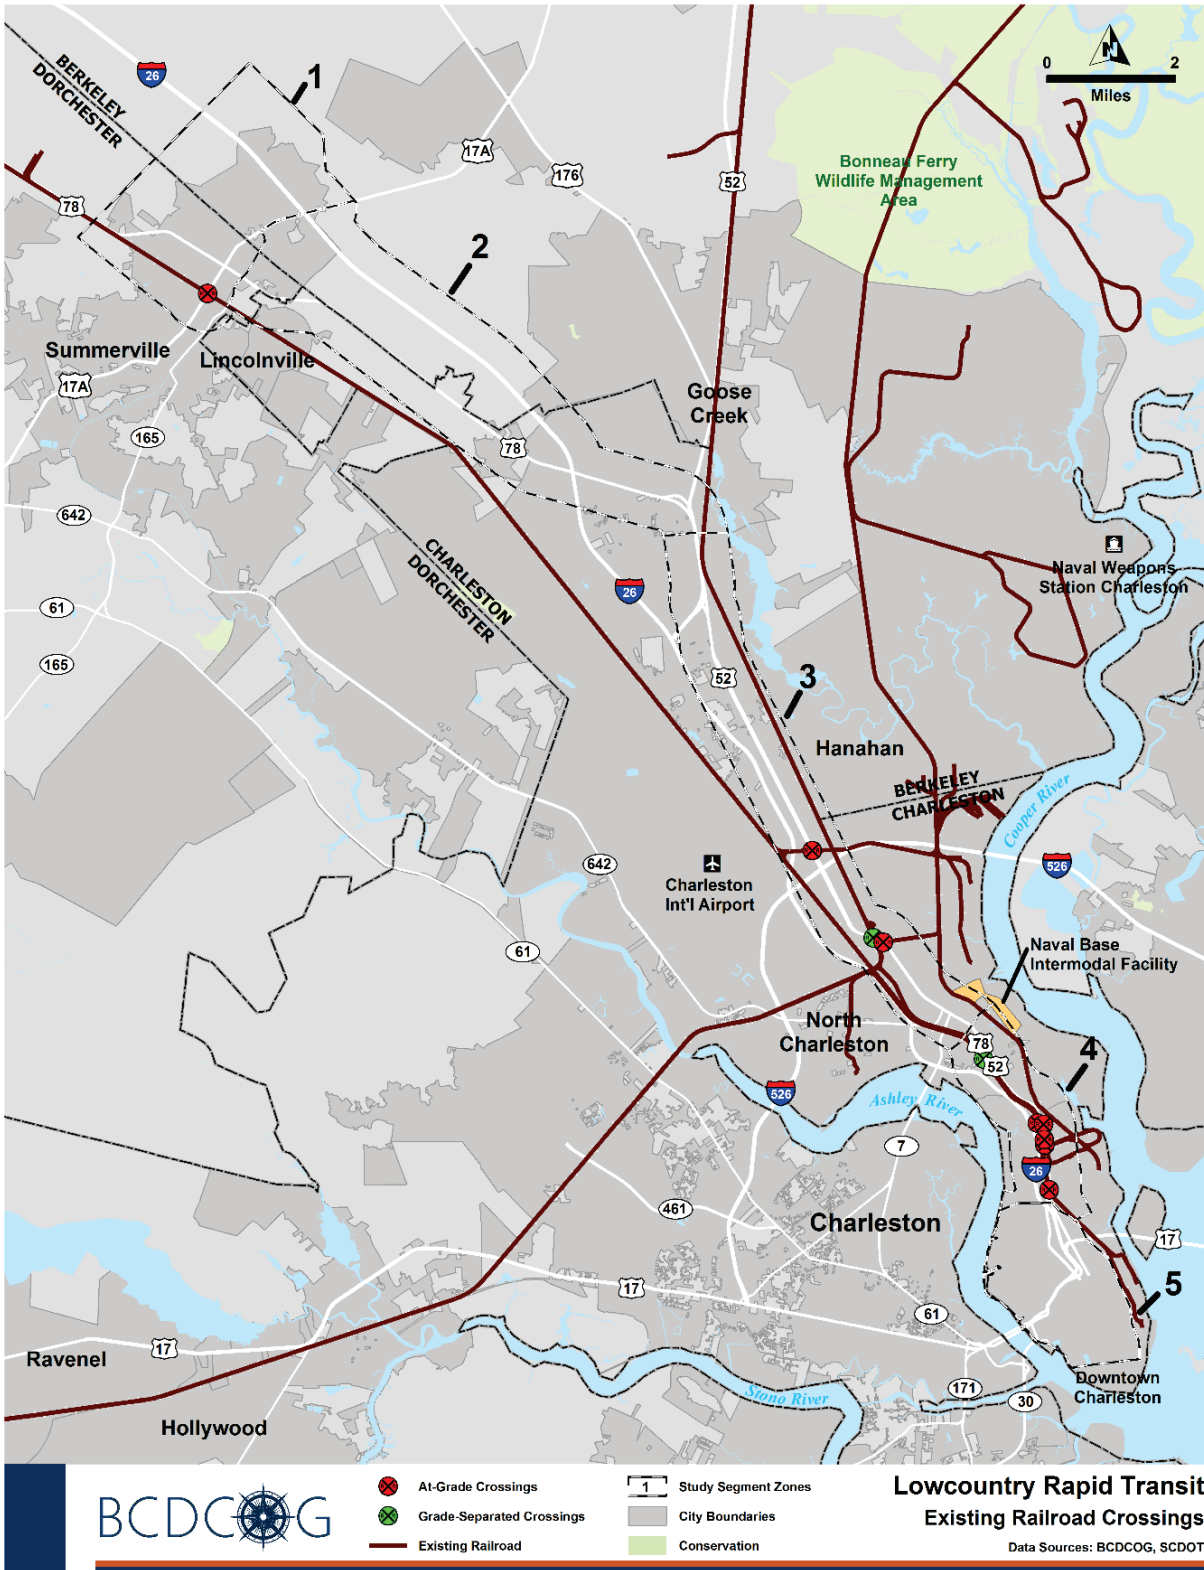 N
0 2
Miles
1
26
BERKELEY
DORCHESTER
17A
176
52
Bonneau Ferry
Wildlife Management
Area
78
2
Summerville
Lincolnville
17A
165
Goose
Creek
78
642
CHARLESTON
DORCHESTER
Naval Weapons
Station Charleston
26
61
165
52
3
Hanahan
BERKELEY
CHARLESTON
Cooper River
642
Charleston
Int'l Airport
526
61
Naval Base
Intermodal Facility
North
Charleston
78
52
4
526
Ashley River
7
26
461
Charleston
17
17
5
61
Ravenel
17
171
30
Downtown
Charleston
Stono River
Hollywood
BCDCOG
At-Grade Crossings
Grade-Separated Crossings
Existing Railroad
1 Study Segment Zones
City Boundaries
Conservation
Lowcountry Rapid Transit
Existing Railroad Crossings
Data Sources: BCDCOG, SCDOT